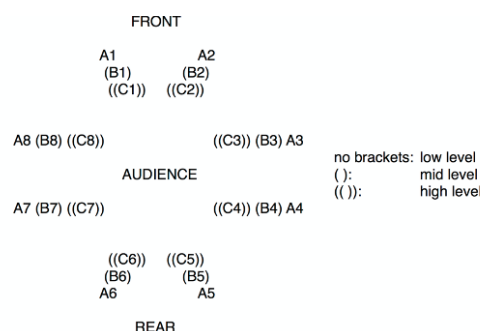 FRONT
A1 A2
(B1) (B2)
((C1)) ((C2))
A8 (B8) ((C8)) ((C3)) (B3) A3
no brackets: low level
AUDIENCE ( ): mid level
(( )): high level
A7 (B7) ((C7)) ((C4)) (B4) A4
((C6)) ((C5))
(B6) (B5)
A6 A5
REAR